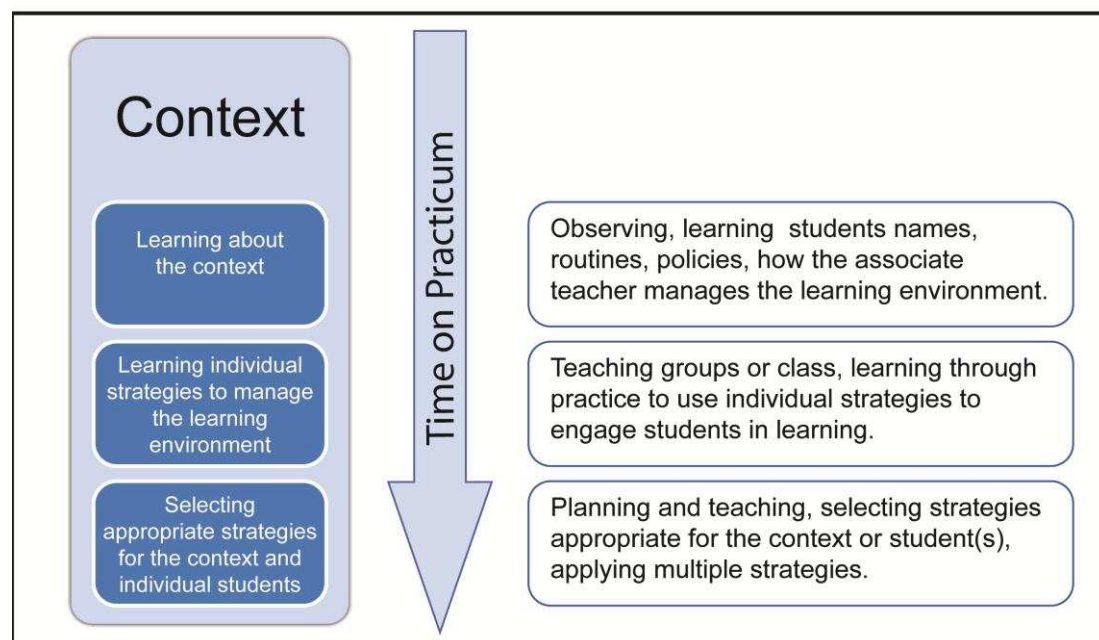 Context
Learning about
the context
Learning individual
strategies to manage
the learning
environment
Selecting
appropriate strategies
for the context and
individual students
Time on Practicum
Observing, learning  students names,
routines, policies, how the associate
teacher manages the learning environment.
Teaching groups or class, learning through
practice to use individual strategies to
engage students in learning.
Planning and teaching, selecting strategies
appropriate for the context or student(s),
applying multiple strategies.